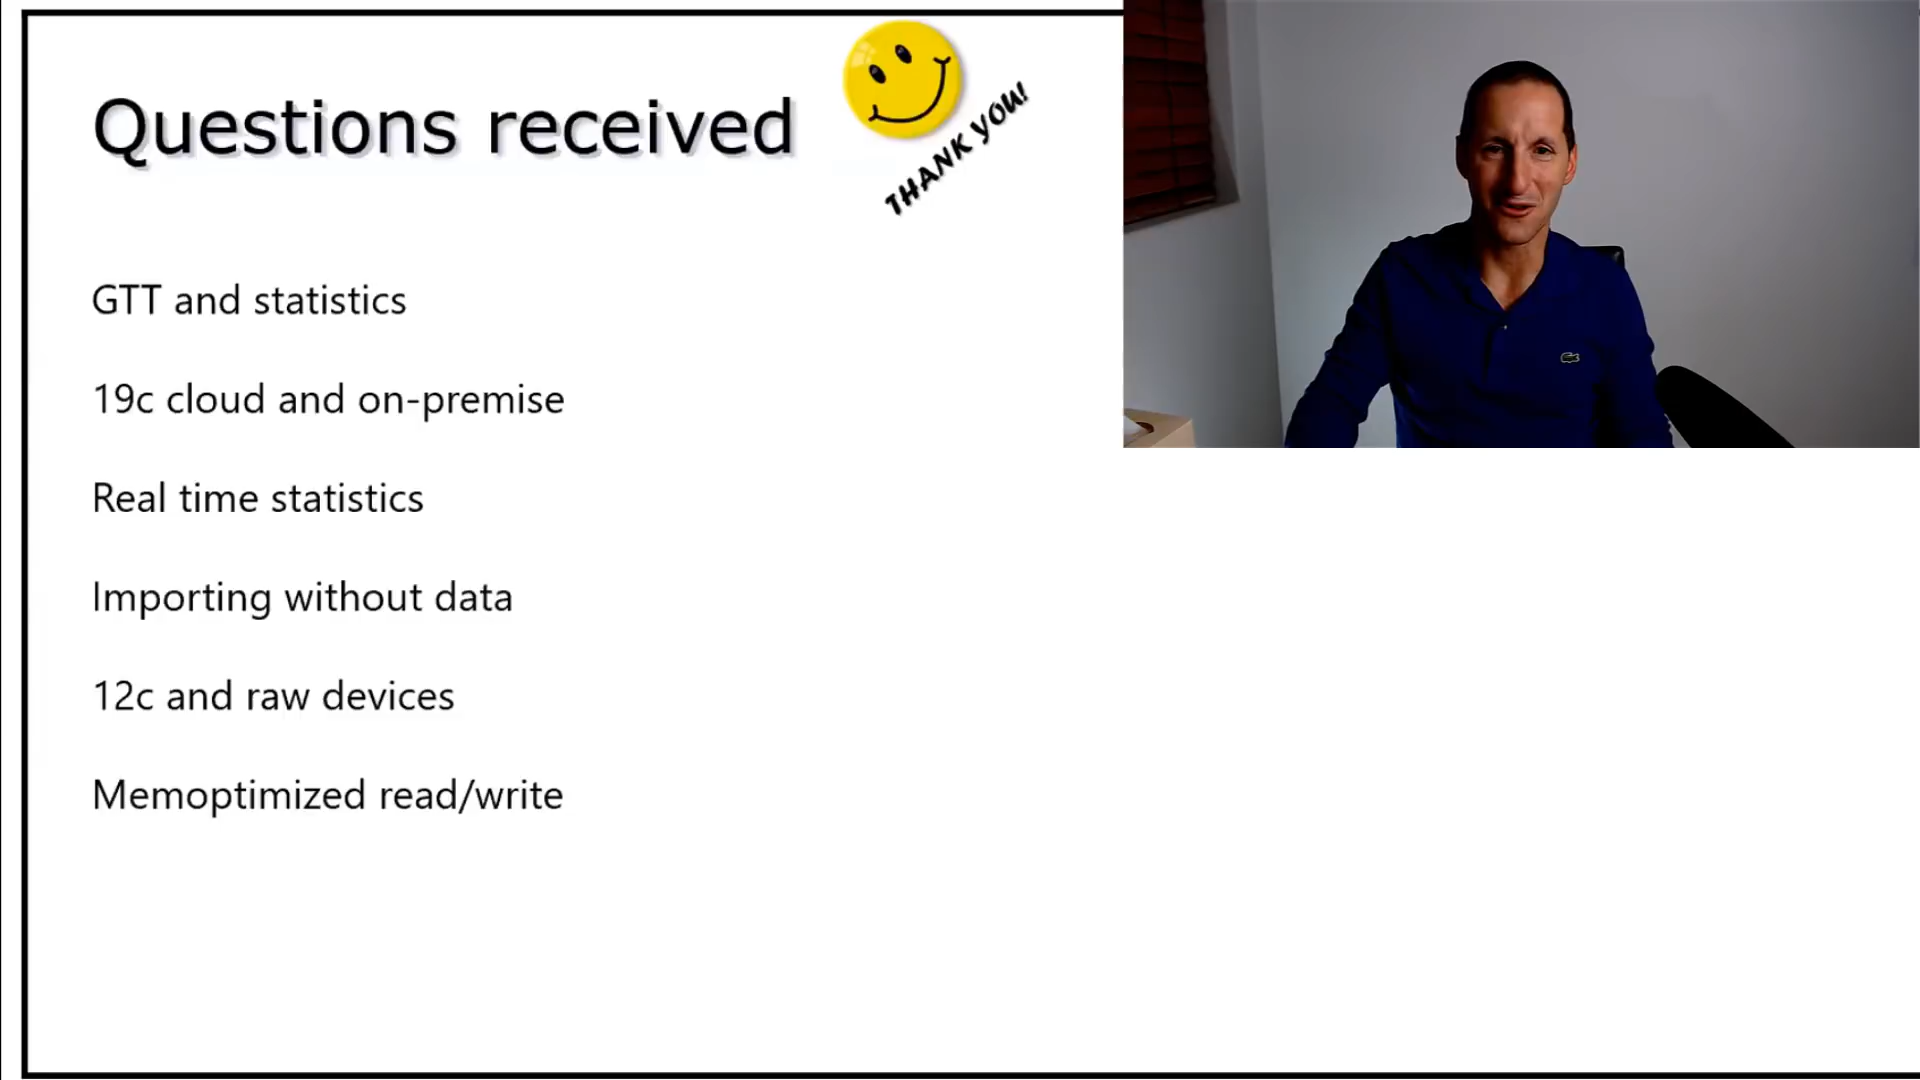 Questions received
THANK YOU!
GTT and statistics
19c cloud and on-premise
Real time statistics
Importing without data
12c and raw devices
Memoptimized read/write